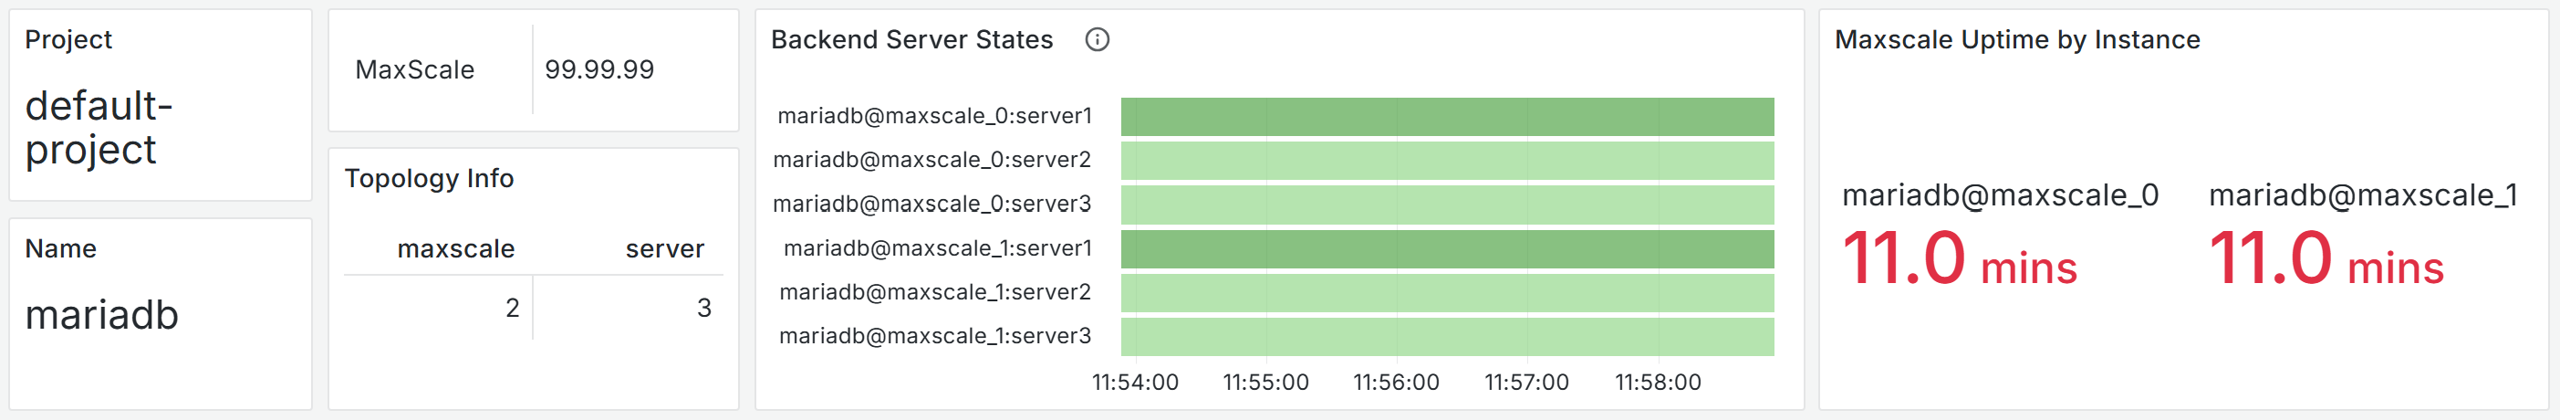 Project
default-
project
Name
mariadb
MaxScale 99.99.99
Topology Info
maxscale server
2 3
Backend Server States
mariadb@maxscale_0:server1
mariadb@maxscale_0:server2
mariadb@maxscale_0:server3
mariadb@maxscale_1:server1
mariadb@maxscale_1:server2
mariadb@maxscale_1:server3
11:54:00 11:55:00 11:56:00 11:57:00 11:58:00
Maxscale Uptime by Instance
mariadb@maxscale_0 mariadb@maxscale_1
11.0 mins 11.0 mins